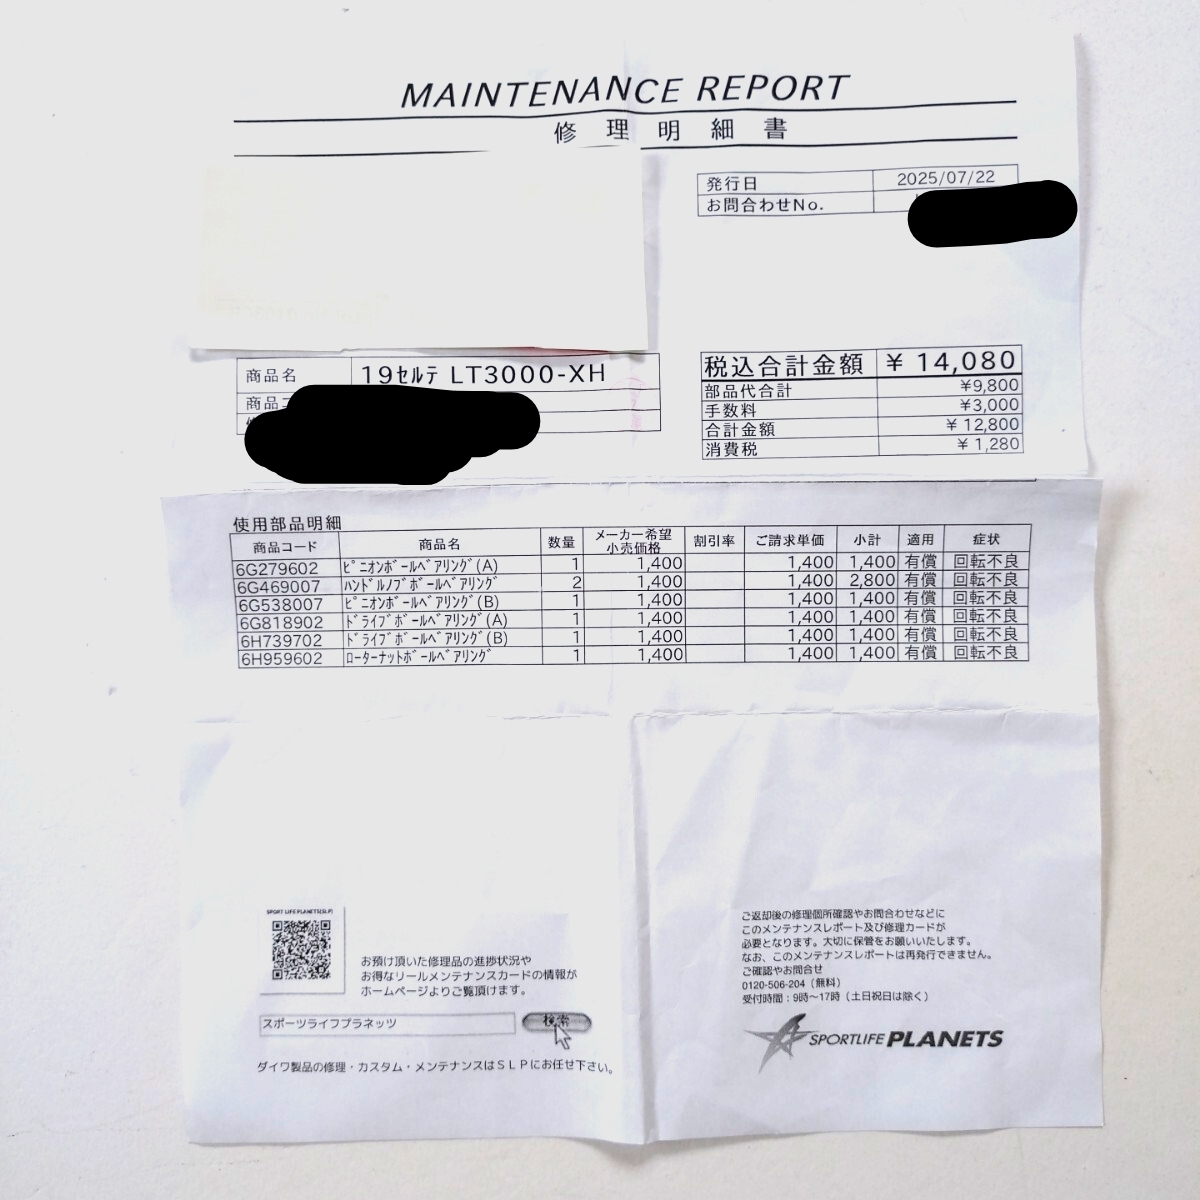 MAINTENANCE REPORT
修理明細書
発行日 2025/07/22
お問合わせNo.
商品名 19ｾﾙﾃ LT3000-XH
商品コ
税込合計金額 ¥ 14,080
部品代合計 ¥9,800
手数料 ¥3,000
合計金額 ¥ 12,800
消費税 ¥ 1,280
使用部品明細
商品コード 商品名 数量 メーカー希望小売価格 割引率 ご請求単価 小計 適用 症状
6G279602 ﾋﾟﾆｵﾝﾎﾞｰﾙﾍﾞｱﾘﾝｸﾞ(A) 1 1,400 1,400 1,400 有償 回転不良
6G469007 ﾊﾝﾄﾞﾙﾉﾌﾞﾎﾞｰﾙﾍﾞｱﾘﾝｸﾞ 2 1,400 1,400 2,800 有償 回転不良
6G538007 ﾋﾟﾆｵﾝﾎﾞｰﾙﾍﾞｱﾘﾝｸﾞ(B) 1 1,400 1,400 1,400 有償 回転不良
6G818902 ﾄﾞﾗｲﾌﾞﾎﾞｰﾙﾍﾞｱﾘﾝｸﾞ(A) 1 1,400 1,400 1,400 有償 回転不良
6H739702 ﾄﾞﾗｲﾌﾞﾎﾞｰﾙﾍﾞｱﾘﾝｸﾞ(B) 1 1,400 1,400 1,400 有償 回転不良
6H959602 ﾛｰﾀｰﾅｯﾄﾎﾞｰﾙﾍﾞｱﾘﾝｸﾞ 1 1,400 1,400 1,400 有償 回転不良
SPORT LIFE PLANETS(SLP)
お預け頂いた修理品の進捗状況や
お得なリールメンテナンスカードの情報が
ホームページよりご覧頂けます。
スポーツライフプラネッツ 検索
ダイワ製品の修理・カスタム・メンテナンスはＳＬＰにお任せ下さい。
ご返却後の修理個所確認やお問合わせなどに
このメンテナンスレポート及び修理カードが
必要となります。大切に保管をお願いいたします。
なお、このメンテナンスレポートは再発行できません。
ご確認やお問合せ
0120-506-204（無料）
受付時間：9時～17時（土日祝日は除く）
SPORTLIFE PLANETS